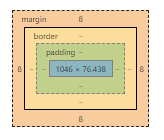 margin 8
border –
padding –
8 – – 1046 × 76.438 – – 8
–
–
8